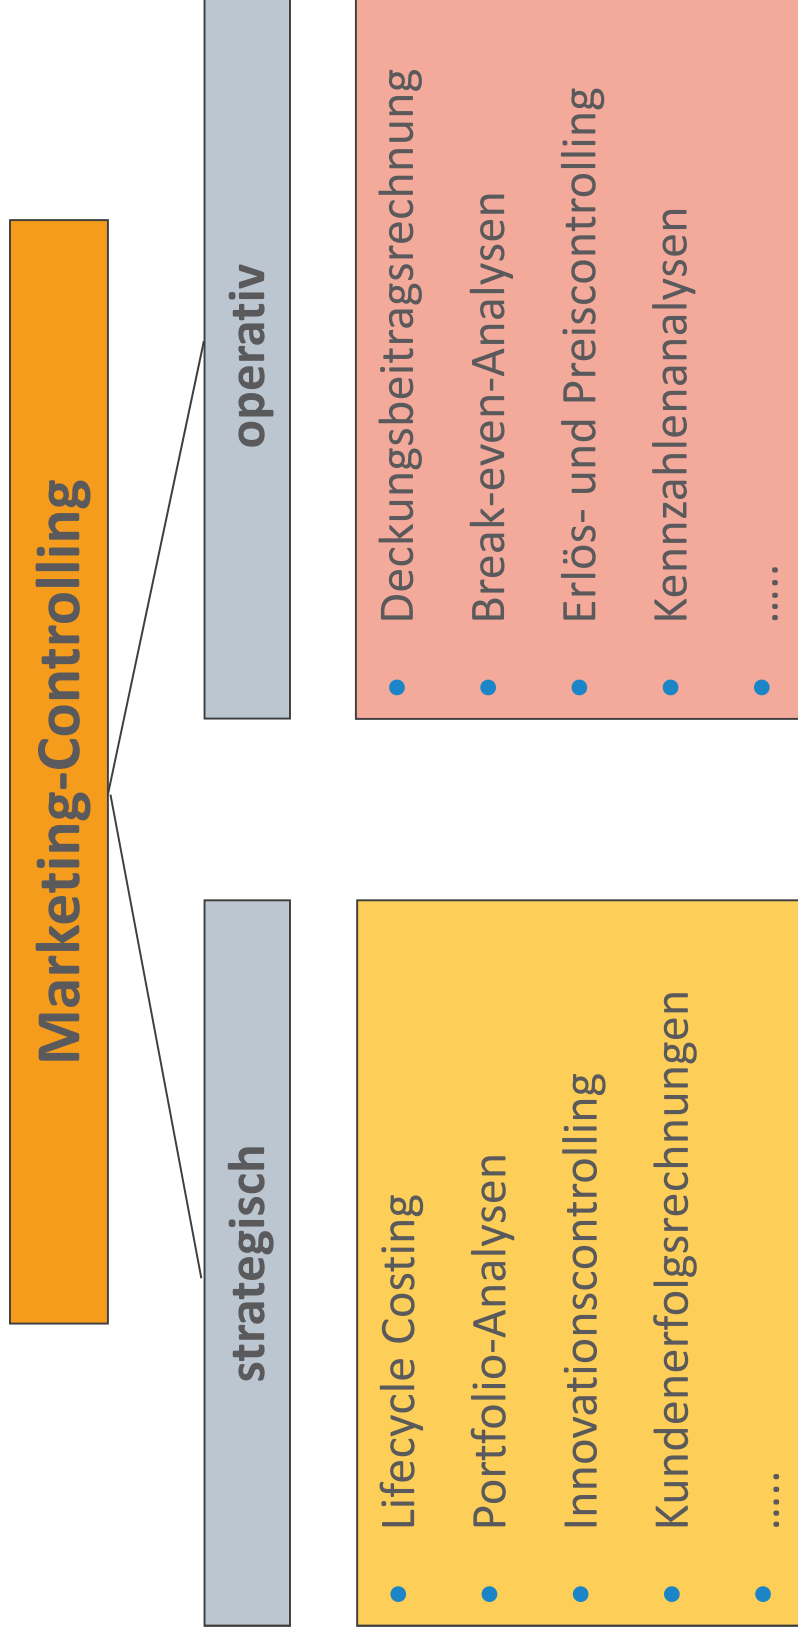 Marketing-Controlling
strategisch
operativ
• Lifecycle Costing
• Portfolio-Analysen
• Innovationscontrolling
• Kundenerfolgsrechnungen
• .....
• Deckungsbeitragsrechnung
• Break-even-Analysen
• Erlös- und Preiscontrolling
• Kennzahlenanalysen
• .....